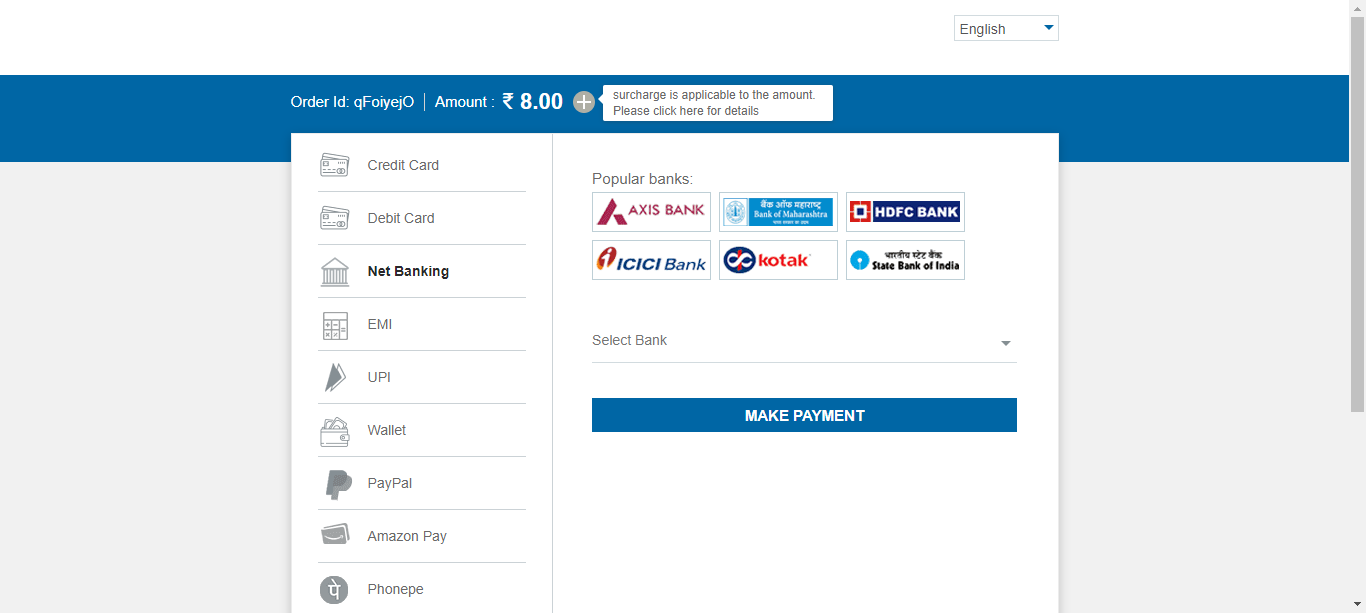 English
Order Id: qFoiyejO
Amount : ₹ 8.00
surcharge is applicable to the amount.
Please click here for details
Credit Card
Debit Card
Net Banking
EMI
UPI
Wallet
PayPal
Amazon Pay
Phonepe
Popular banks:
AXIS BANK
बैंक ऑफ महाराष्ट्र
Bank of Maharashtra
HDFC BANK
ICICI Bank
kotak
भारतीय स्टेट बैंक
State Bank of India
Select Bank
MAKE PAYMENT